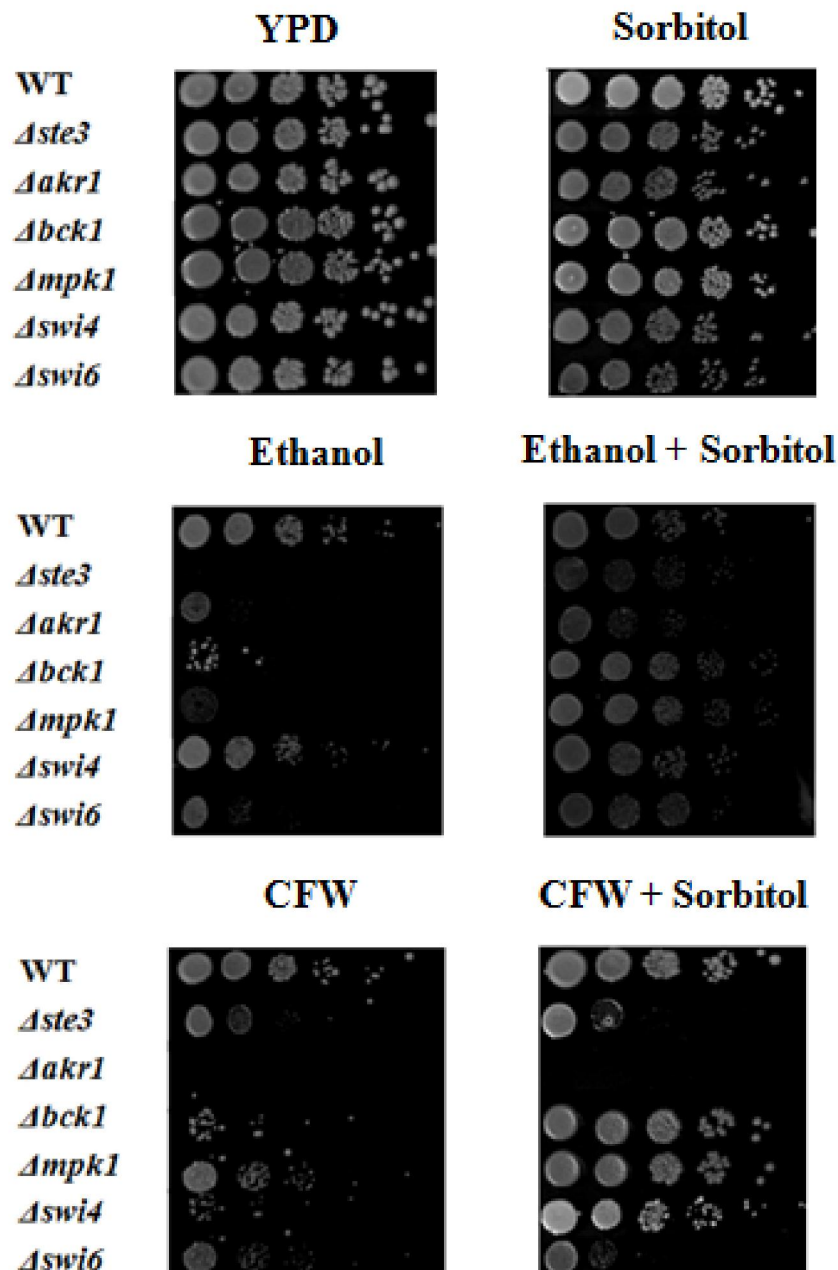 YPD Sorbitol
WT
Δste3
Δakr1
Δbck1
Δmpk1
Δswi4
Δswi6
Ethanol Ethanol + Sorbitol
WT
Δste3
Δakr1
Δbck1
Δmpk1
Δswi4
Δswi6
CFW CFW + Sorbitol
WT
Δste3
Δakr1
Δbck1
Δmpk1
Δswi4
Δswi6